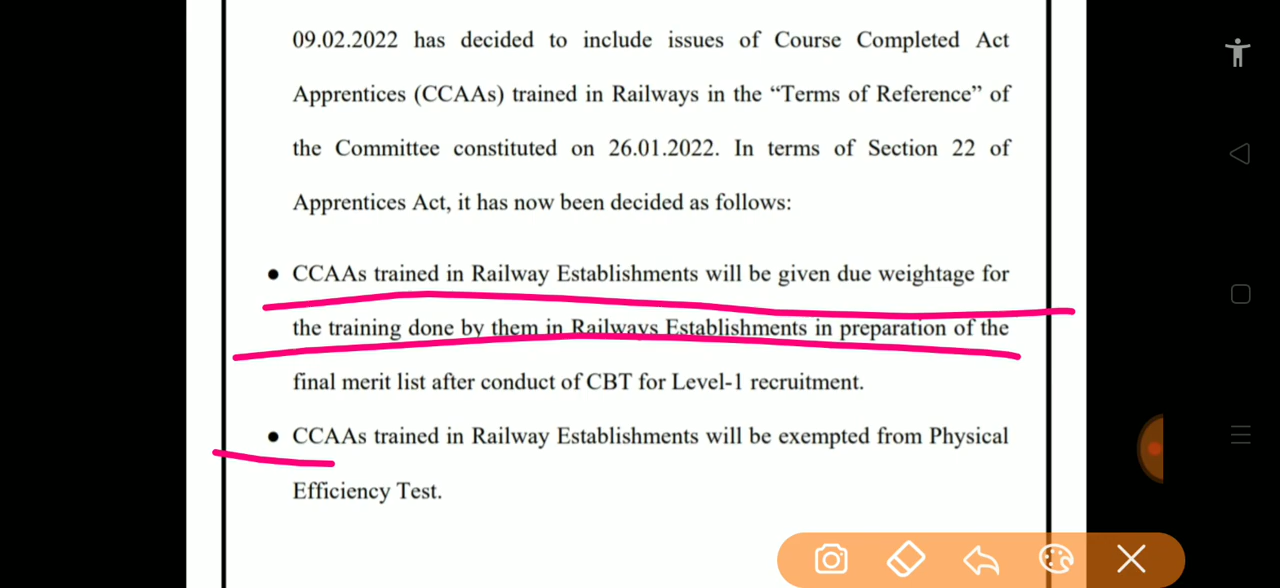 09.02.2022 has decided to include issues of Course Completed Act
Apprentices (CCAAs) trained in Railways in the “Terms of Reference” of
the Committee constituted on 26.01.2022. In terms of Section 22 of
Apprentices Act, it has now been decided as follows:
● CCAAs trained in Railway Establishments will be given due weightage for
the training done by them in Railways Establishments in preparation of the
final merit list after conduct of CBT for Level-1 recruitment.
● CCAAs trained in Railway Establishments will be exempted from Physical
Efficiency Test.